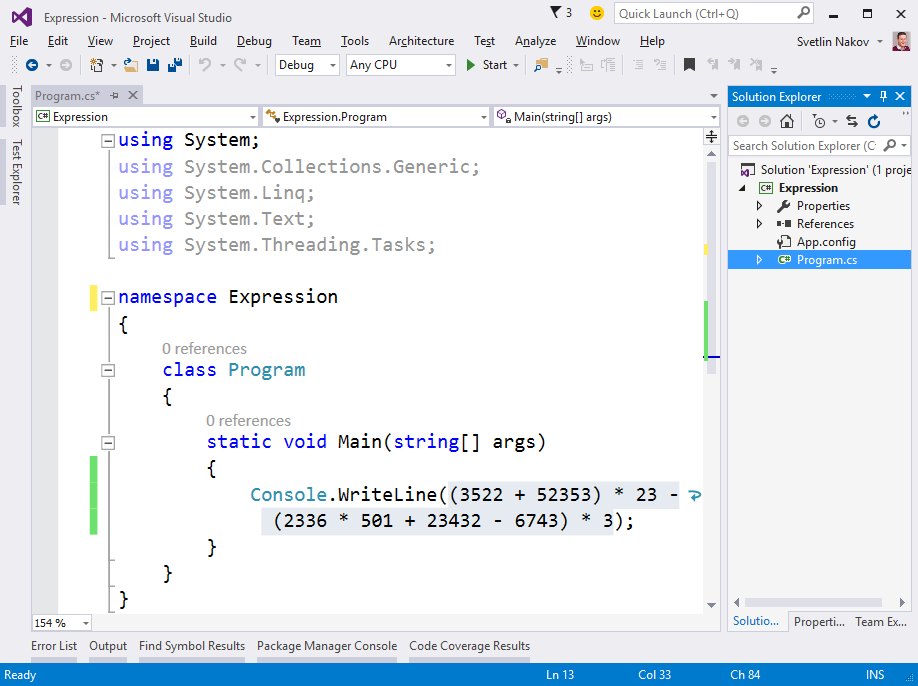 Expression - Microsoft Visual Studio
3
Quick Launch (Ctrl+Q)
File Edit View Project Build Debug Team Tools Architecture Test Analyze Window Help Svetlin Nakov
Debug Any CPU Start
Toolbox
Test Explorer
Program.cs*
C# Expression Expression.Program Main(string[] args)
using System;
using System.Collections.Generic;
using System.Linq;
using System.Text;
using System.Threading.Tasks;
namespace Expression
{
0 references
class Program
{
0 references
static void Main(string[] args)
{
Console.WriteLine((3522 + 52353) * 23 -
(2336 * 501 + 23432 - 6743) * 3);
}
}
}
154 %
Solution Explorer
Search Solution Explorer (C
Solution 'Expression' (1 proje
C# Expression
Properties
References
App.config
C# Program.cs
Solutio... Properti... Team Ex...
Error List Output Find Symbol Results Package Manager Console Code Coverage Results
Ready Ln 13 Col 33 Ch 84 INS